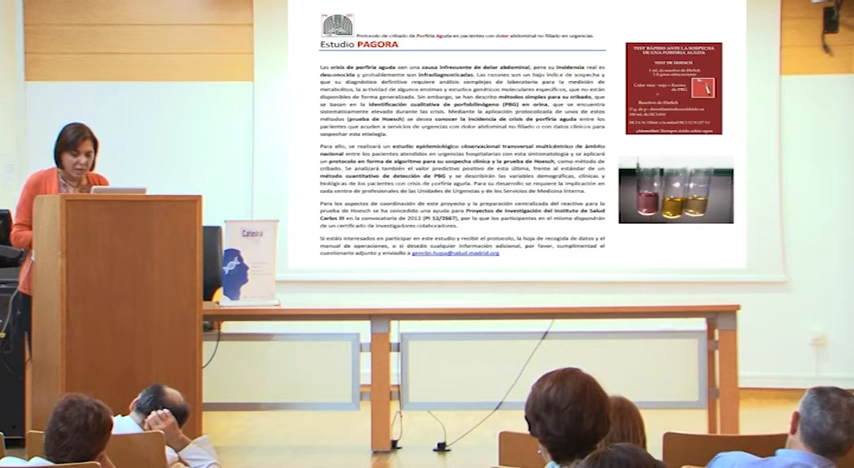 Protocolo de cribado de Porfiria Aguda en pacientes con dolor abdominal no filiado en urgencias
Estudio PAGORA
Las crisis de porfiria aguda son una causa infrecuente de dolor abdominal, pero su incidencia real es
desconocida y probablemente son infradiagnosticadas. Las razones son un bajo índice de sospecha y
que su diagnóstico definitivo requiere análisis complejas de laboratorio para la medición de
metabolitos, la actividad de algunos enzimas y estudios genéticos moleculares específicos, que no están
disponibles de forma generalizada. Sin embargo, se han descrito métodos simples para su cribado, que
se basan en la identificación cualitativa de porfobilinógeno (PBG) en orina, que se encuentra
sistemáticamente elevado durante las crisis. Mediante la aplicación protocolizada de unos de estos
métodos (prueba de Hoesch) se desea conocer la incidencia de crisis de porfiria aguda entre los
pacientes que acuden a servicios de urgencias con dolor abdominal no filiado o con datos clínicos para
sospechar esta etiología.
Para ello, se realizará un estudio epidemiológico observacional transversal multicéntrico de ámbito
nacional entre los pacientes atendidos en urgencias hospitalarias con esta sintomatología y se aplicará
un protocolo en forma de algoritmo para su sospecha clínica y la prueba de Hoesch, como método de
cribado. Se analizará también el valor predictivo positivo de esta última, frente al estándar de un
método cuantitativo de detección de PBG y se describirán las variables demográficas, clínicas y
biológicas de los pacientes con crisis de porfiria aguda. Para su desarrollo se requiere la implicación en
cada centro de profesionales de las Unidades de Urgencias y de los Servicios de Medicina Interna.
Para los aspectos de coordinación de este proyecto y la preparación centralizada del reactivo para la
prueba de Hoesch se ha concedido una ayuda para Proyectos de Investigación del Instituto de Salud
Carlos III en la convocatoria de 2013 (PI 13/2667), por lo que los participantes en el mismo dispondrán
de un certificado de investigadores colaboradores.
Si estáis interesados en participar en este estudio y recibir el protocolo, la hoja de recogida de datos y el
manual de operaciones, o si deseáis cualquier información adicional, por favor, cumplimentad el
cuestionario adjunto y enviadlo a genclin.hupa@salud.madrid.org
TEST RÁPIDO ANTE LA SOSPECHA
DE UNA PORFIRIA AGUDA
TEST DE HOESCH
Reactivo de Ehrlich
Cátedra